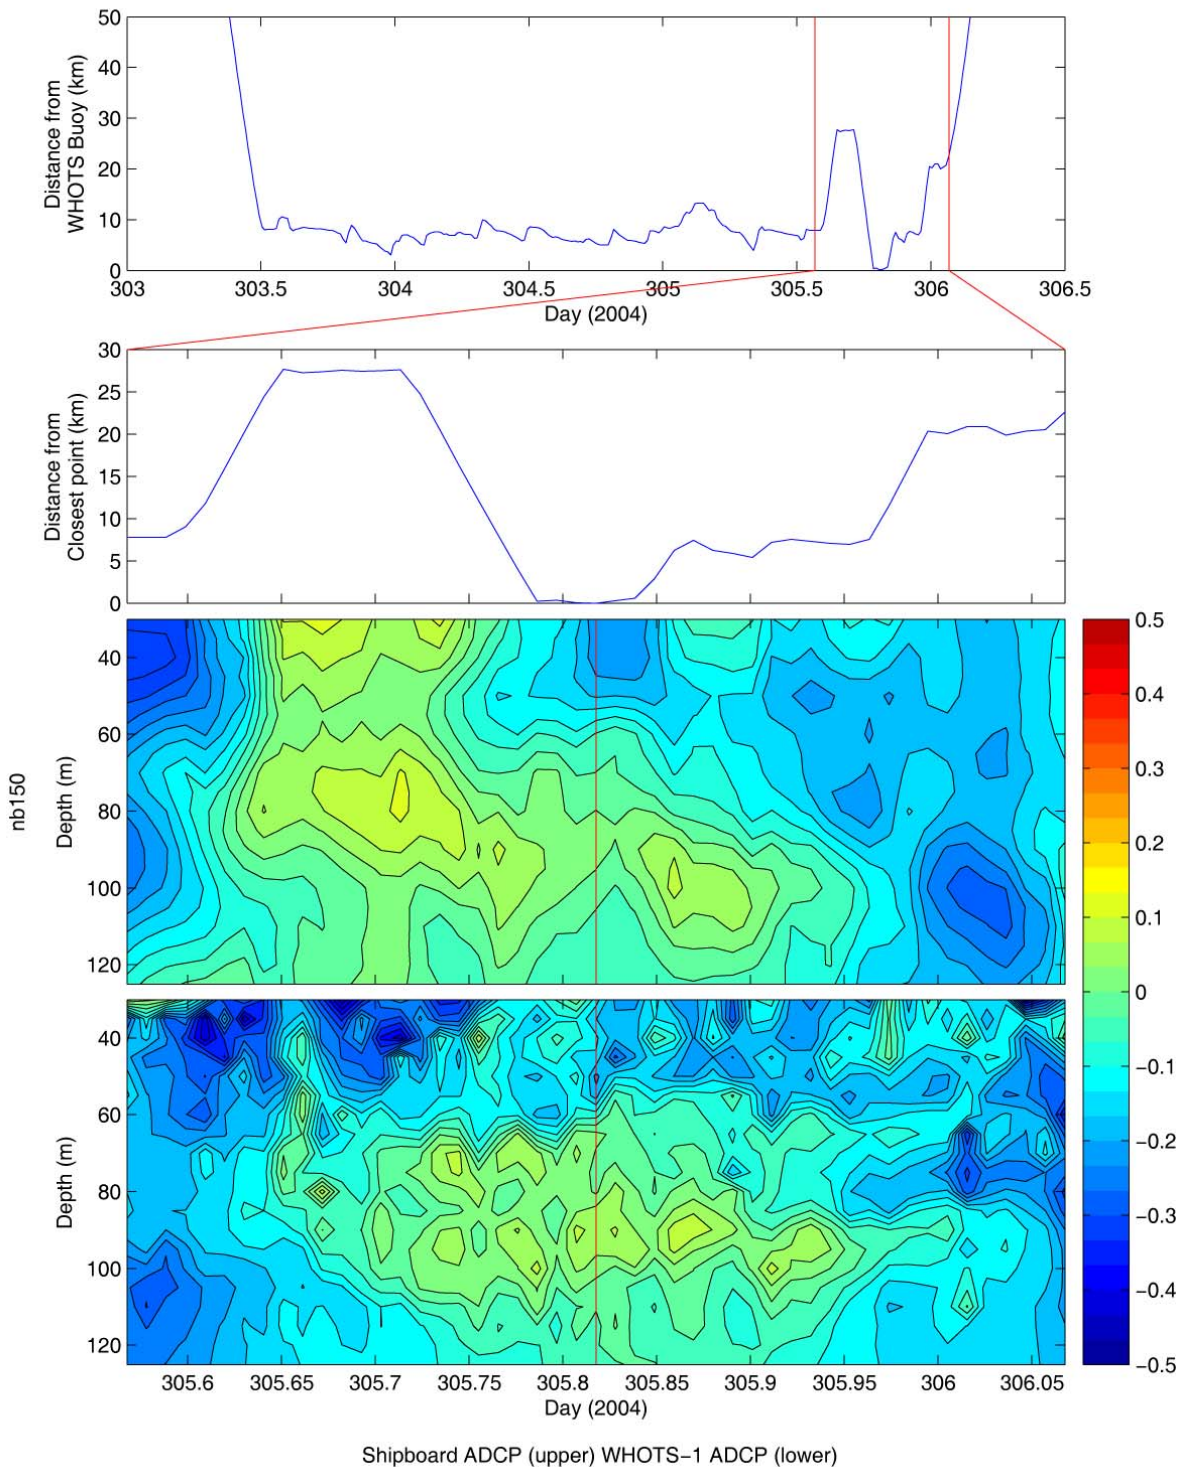 50
40
30
20
10
0
Distance from
WHOTS Buoy (km)
303 303.5 304 304.5 305 305.5 306 306.5
Day (2004)
30
25
20
15
10
5
0
Distance from
Closest point (km)
nb150
40
60
80
100
120
Depth (m)
0.5
0.4
0.3
0.2
0.1
0
−0.1
−0.2
−0.3
−0.4
−0.5
40
60
80
100
120
Depth (m)
305.6 305.65 305.7 305.75 305.8 305.85 305.9 305.95 306 306.05
Day (2004)
Shipboard ADCP (upper) WHOTS−1 ADCP (lower)